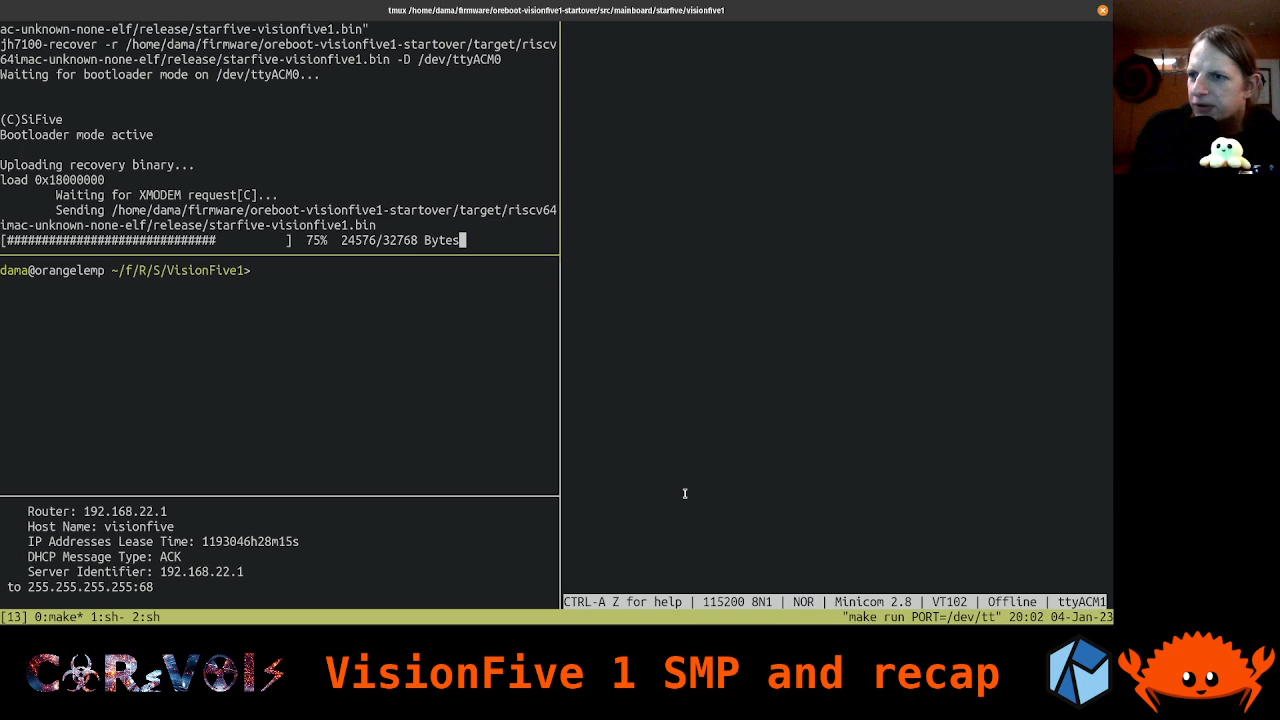 tmux /home/dama/firmware/oreboot-visionfive1-startover/src/mainboard/starfive/visionfive1
ac-unknown-none-elf/release/starfive-visionfive1.bin"
jh7100-recover -r /home/dama/firmware/oreboot-visionfive1-startover/target/riscv
64imac-unknown-none-elf/release/starfive-visionfive1.bin -D /dev/ttyACM0
Waiting for bootloader mode on /dev/ttyACM0...
(C)SiFive
Bootloader mode active
Uploading recovery binary...
load 0x18000000
Waiting for XMODEM request[C]...
Sending /home/dama/firmware/oreboot-visionfive1-startover/target/riscv64
imac-unknown-none-elf/release/starfive-visionfive1.bin
[############################## ] 75% 24576/32768 Bytes
dama@orangelemp ~/f/R/S/VisionFive1>
Router: 192.168.22.1
Host Name: visionfive
IP Addresses Lease Time: 1193046h28m15s
DHCP Message Type: ACK
Server Identifier: 192.168.22.1
to 255.255.255.255:68
CTRL-A Z for help | 115200 8N1 | NOR | Minicom 2.8 | VT102 | Offline | ttyACM1
[13] 0:make* 1:sh- 2:sh "make run PORT=/dev/tt" 20:02 04-Jan-23
VisionFive 1 SMP and recap